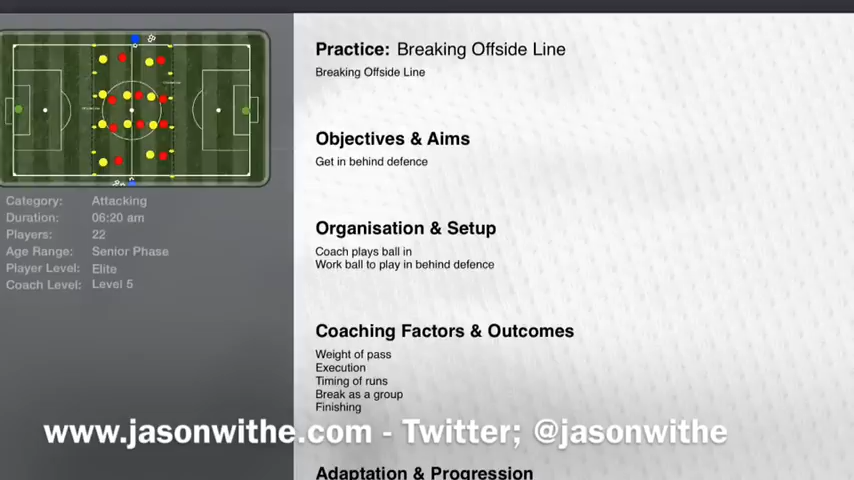 Practice: Breaking Offside Line
Breaking Offside Line
Objectives & Aims
Get in behind defence
Organisation & Setup
Coach plays ball in
Work ball to play in behind defence
Coaching Factors & Outcomes
Weight of pass
Execution
Timing of runs
Break as a group
Finishing
Adaptation & Progression
Category: Attacking
Duration: 06:20 am
Players: 22
Age Range: Senior Phase
Player Level: Elite
Coach Level: Level 5
www.jasonwithe.com - Twitter; @jasonwithe